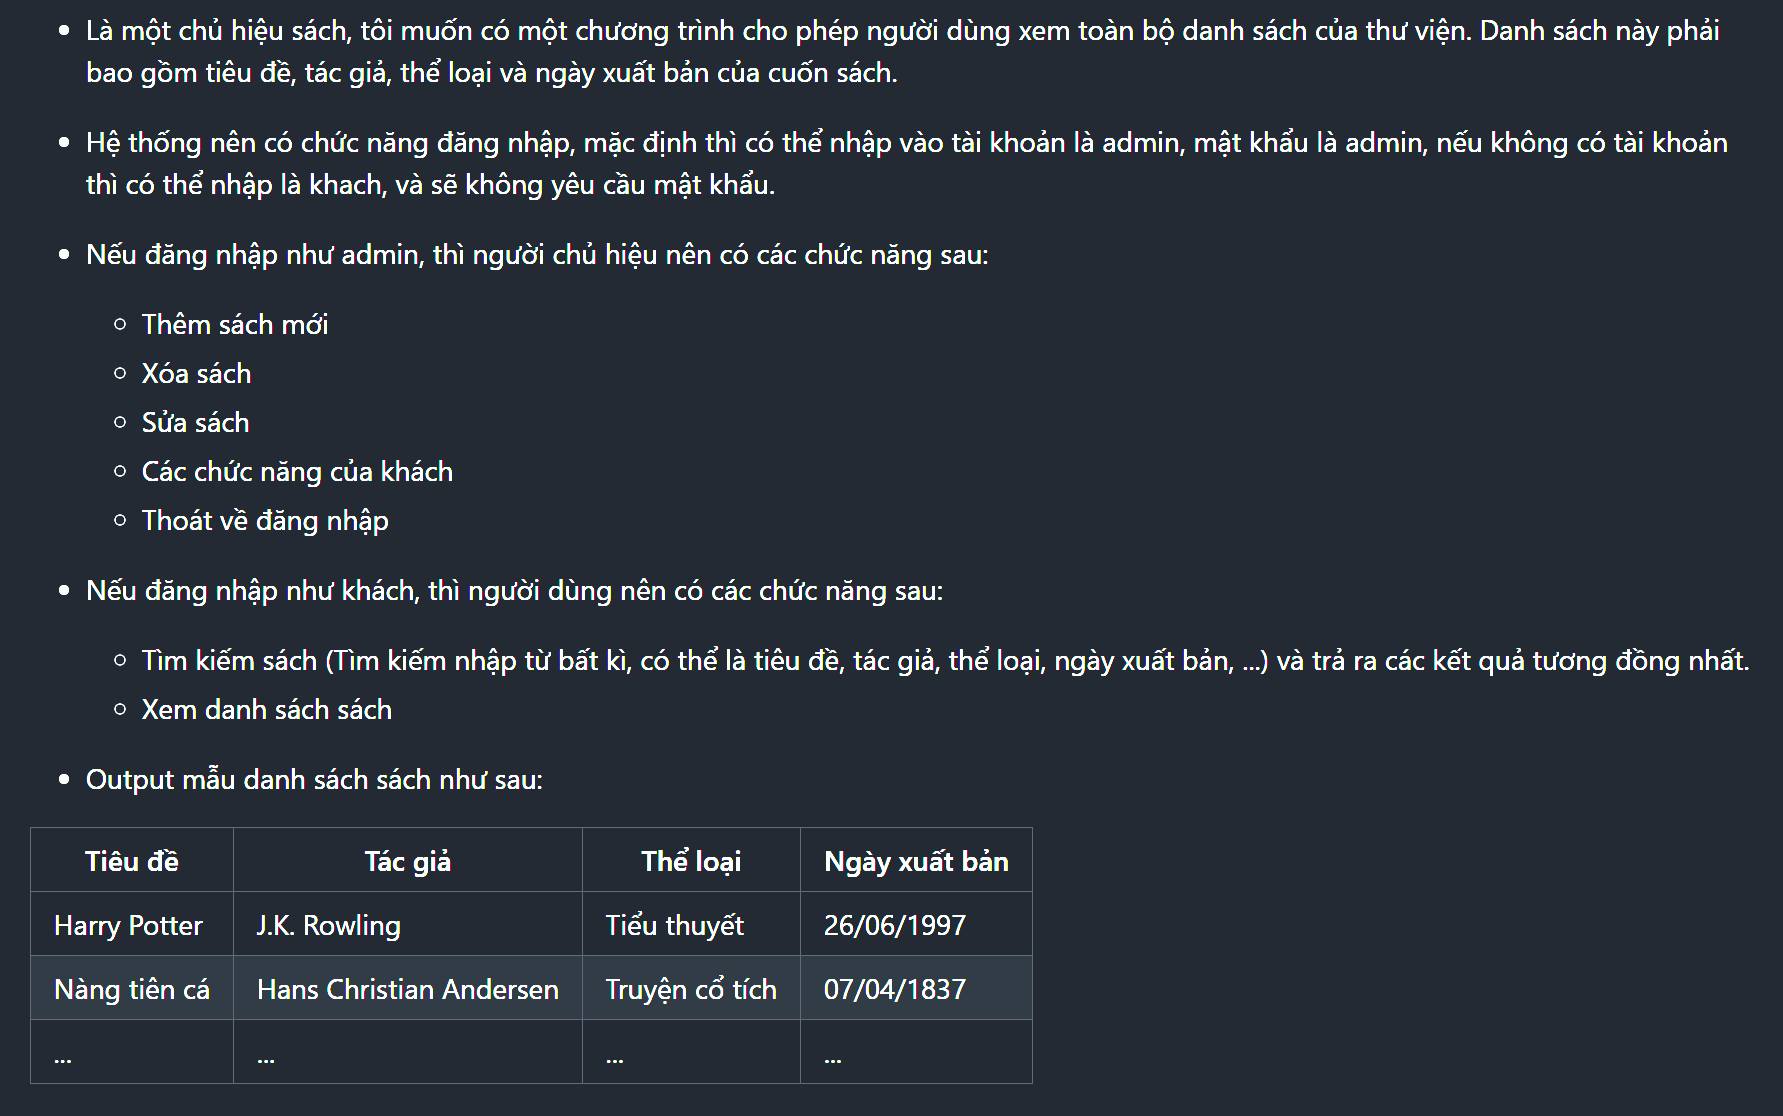 Là một chủ hiệu sách, tôi muốn có một chương trình cho phép người dùng xem toàn bộ danh sách của thư viện. Danh sách này phải
bao gồm tiêu đề, tác giả, thể loại và ngày xuất bản của cuốn sách.
Hệ thống nên có chức năng đăng nhập, mặc định thì có thể nhập vào tài khoản là admin, mật khẩu là admin, nếu không có tài khoản
thì có thể nhập là khach, và sẽ không yêu cầu mật khẩu.
Nếu đăng nhập như admin, thì người chủ hiệu nên có các chức năng sau:
Thêm sách mới
Xóa sách
Sửa sách
Các chức năng của khách
Thoát về đăng nhập
Nếu đăng nhập như khách, thì người dùng nên có các chức năng sau:
Tìm kiếm sách (Tìm kiếm nhập từ bất kì, có thể là tiêu đề, tác giả, thể loại, ngày xuất bản, ...) và trả ra các kết quả tương đồng nhất.
Xem danh sách sách
Output mẫu danh sách sách như sau:
Tiêu đề Tác giả Thể loại Ngày xuất bản
Harry Potter J.K. Rowling Tiểu thuyết 26/06/1997
Nàng tiên cá Hans Christian Andersen Truyện cổ tích 07/04/1837
... ... ... ...